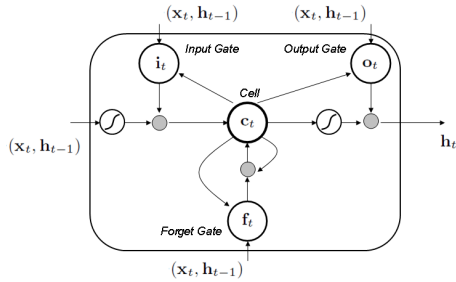 (x_t, h_{t−1}) (x_t, h_{t−1})
Input Gate Output Gate
i_t o_t
Cell
c_t
(x_t, h_{t−1}) h_t
f_t
Forget Gate
(x_t, h_{t−1})